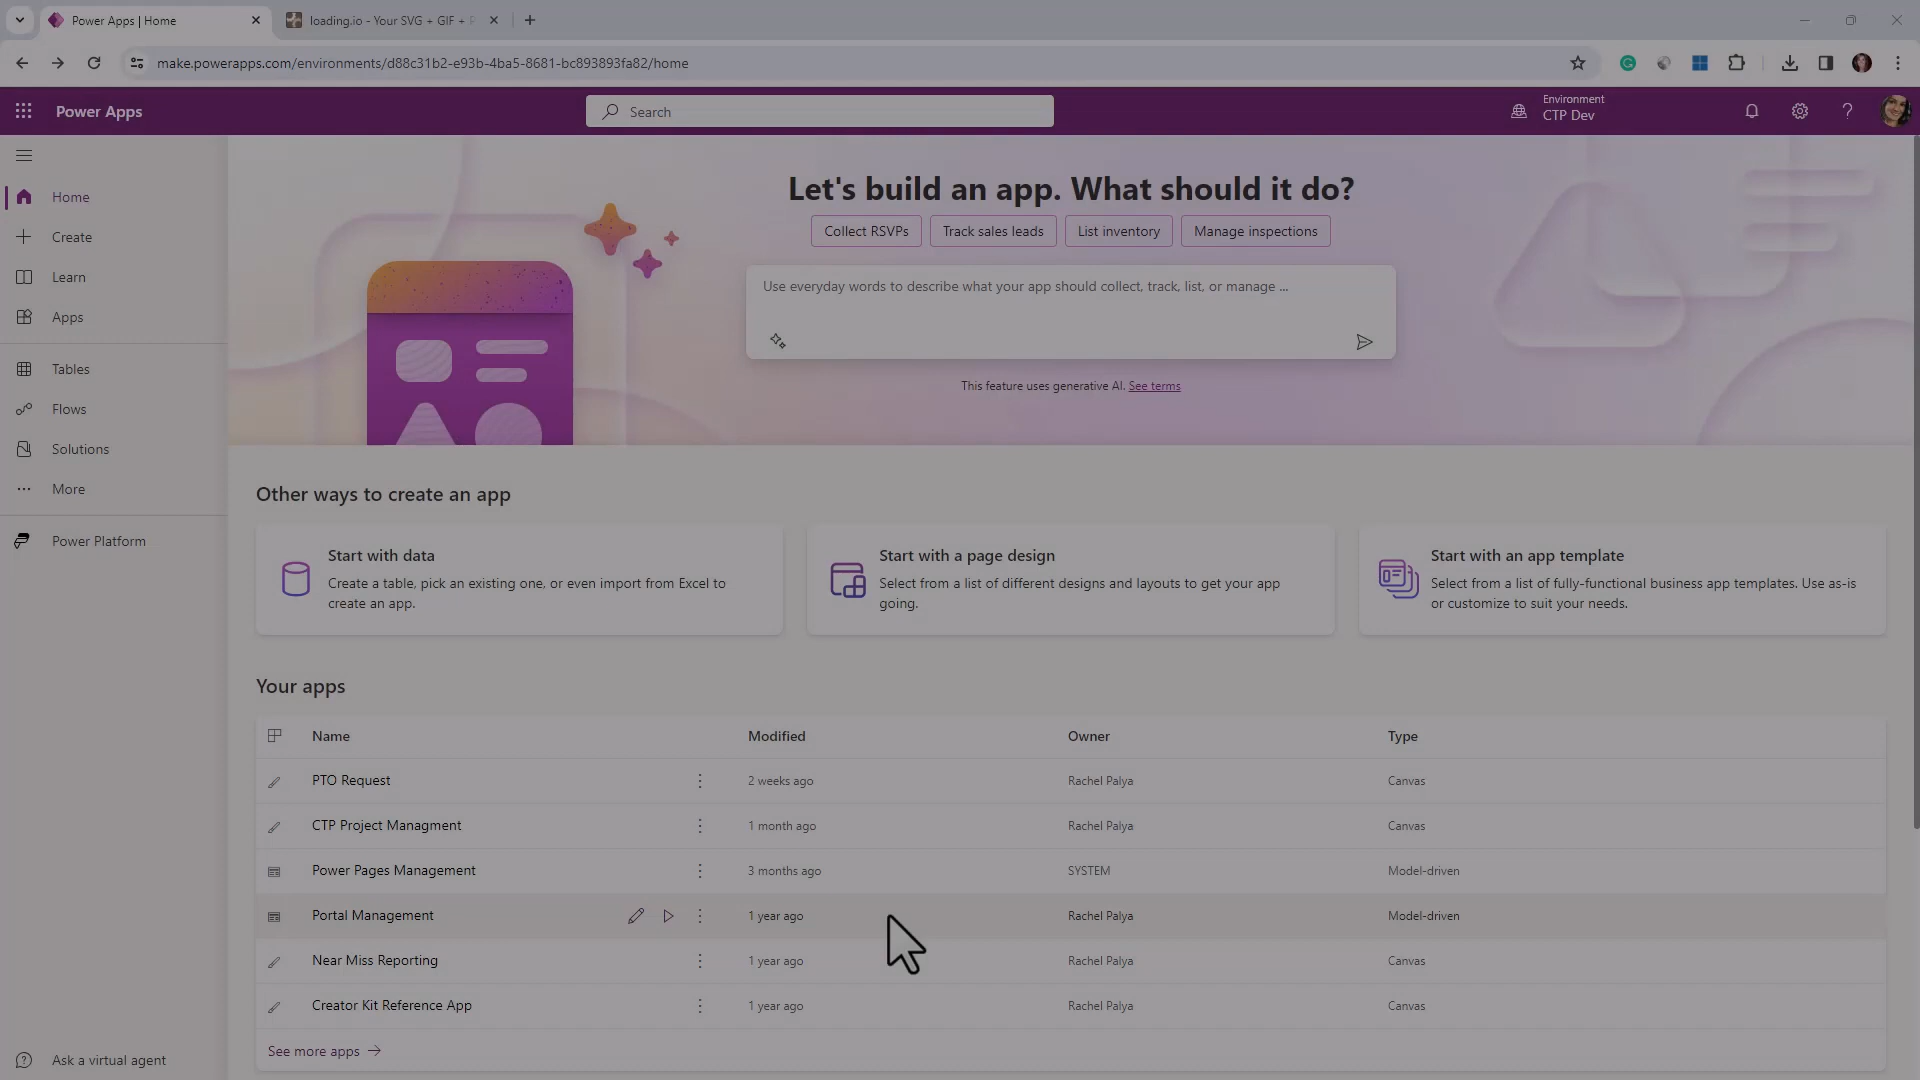 Power Apps | Home
loading.io - Your SVG + GIF +
make.powerapps.com/environments/d88c31b2-e93b-4ba5-8681-bc893893fa82/home
Power Apps
Search
Environment
CTP Dev
Home
Create
Learn
Apps
Tables
Flows
Solutions
More
Power Platform
Ask a virtual agent
Let's build an app. What should it do?
Collect RSVPs
Track sales leads
List inventory
Manage inspections
Use everyday words to describe what your app should collect, track, list, or manage ...
This feature uses generative AI. See terms
Other ways to create an app
Start with data
Create a table, pick an existing one, or even import from Excel to
create an app.
Start with a page design
Select from a list of different designs and layouts to get your app
going.
Start with an app template
Select from a list of fully-functional business app templates. Use as-is
or customize to suit your needs.
Your apps
Name Modified Owner Type
PTO Request 2 weeks ago Rachel Palya Canvas
CTP Project Managment 1 month ago Rachel Palya Canvas
Power Pages Management 3 months ago SYSTEM Model-driven
Portal Management 1 year ago Rachel Palya Model-driven
Near Miss Reporting 1 year ago Rachel Palya Canvas
Creator Kit Reference App 1 year ago Rachel Palya Canvas
See more apps